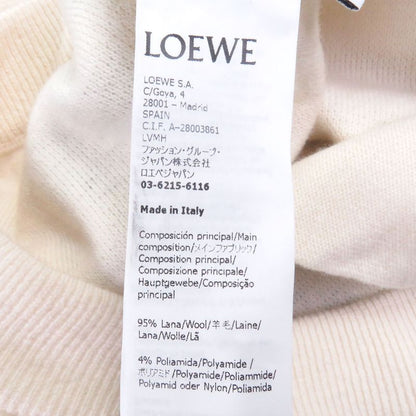 LOEWE
LOEWE S.A.
C/Goya, 4
28001 - Madrid
SPAIN
C.I.F. A-28003861
LVMH
ファッション・グループ・
ジャパン株式会社
ロエベジャパン
03-6215-6116
Made in Italy
Composición principal/Main
composition/メインファブリック/
Composition principal/
Composizione principale/
Hauptgewebe/Composição
principal
95% Lana/Wool/羊毛/Laine/
Lana/Wolle/Lã
4% Poliamida/Polyamide/
ポリアミド/Polyamide/Poliammide/
Polyamid oder Nylon/Poliamida